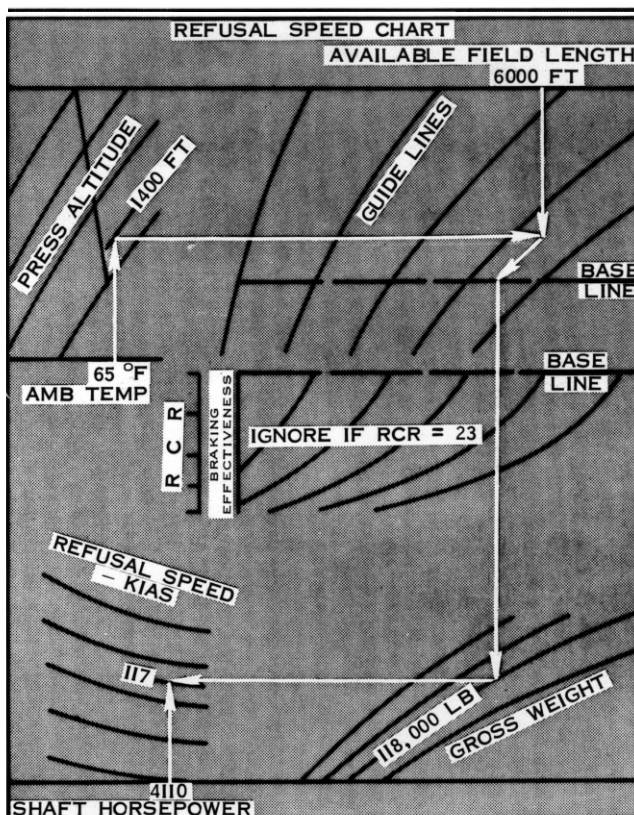 REFUSAL SPEED CHART
AVAILABLE FIELD LENGTH
6000 FT
PRESS ALTITUDE
1400 FT
GUIDE LINES
BASE
LINE
65 °F
AMB TEMP
BASE
LINE
RCR
BRAKING
EFFECTIVENESS
IGNORE IF RCR = 23
REFUSAL SPEED
– KIAS
117
118,000 LB
GROSS WEIGHT
4110
SHAFT HORSEPOWER